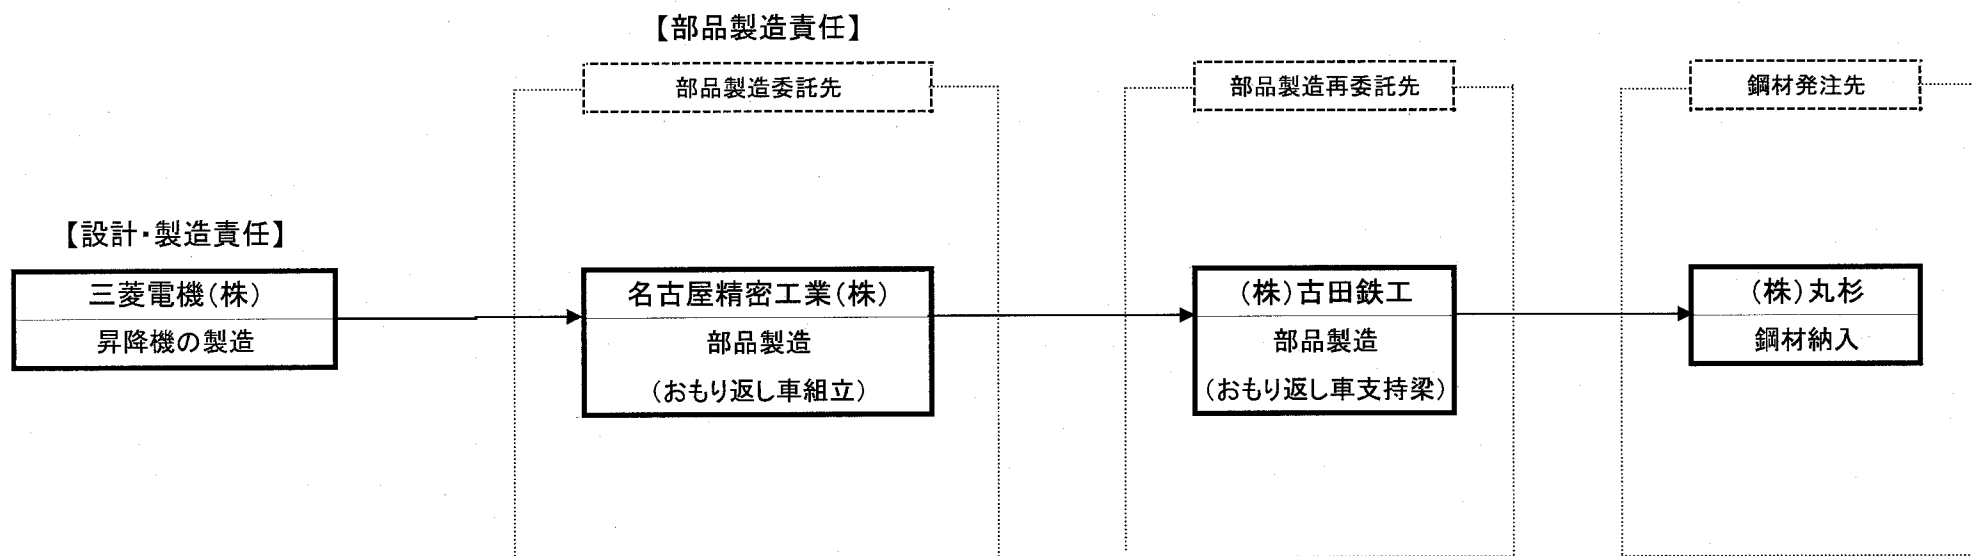 【部品製造責任】
部品製造委託先
部品製造再委託先
鋼材発注先
【設計・製造責任】
三菱電機(株)
昇降機の製造
名古屋精密工業(株)
部品製造
(おもり返し車組立)
(株)古田鉄工
部品製造
(おもり返し車支持梁)
(株)丸杉
鋼材納入